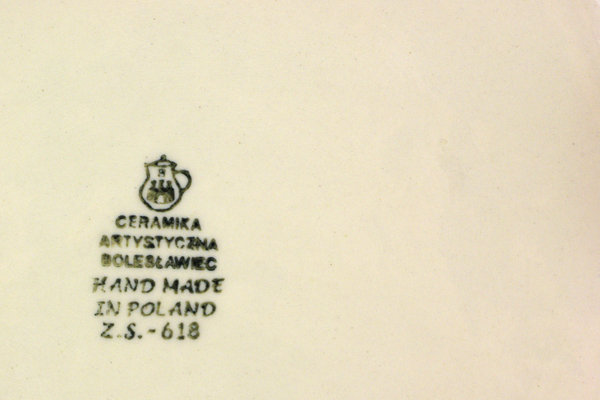 CERAMIKA
ARTYSTYCZNA
BOLESŁAWIEC
HAND MADE
IN POLAND
Z.S.-618